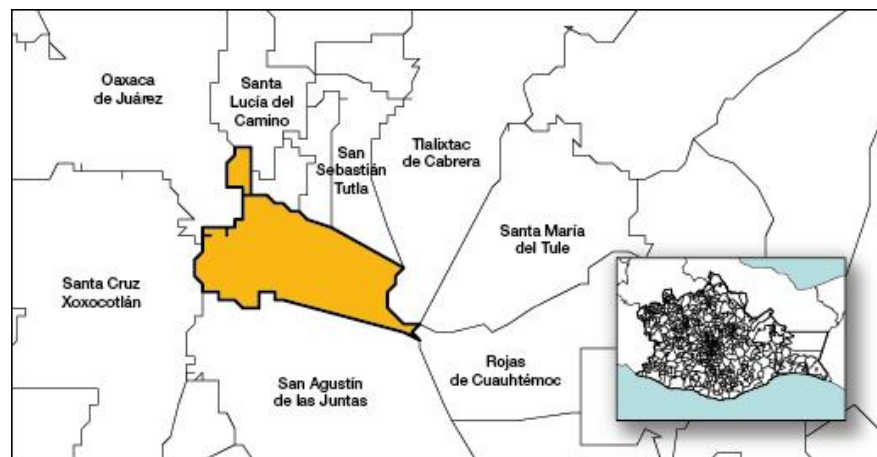 Oaxaca
de Juárez
Santa
Lucía del
Camino
San
Sebastián
Tutla
Tlalixtac
de Cabrera
Santa María
del Tule
Santa Cruz
Xoxocotlán
San Agustín
de las Juntas
Rojas
de Cuauhtémoc